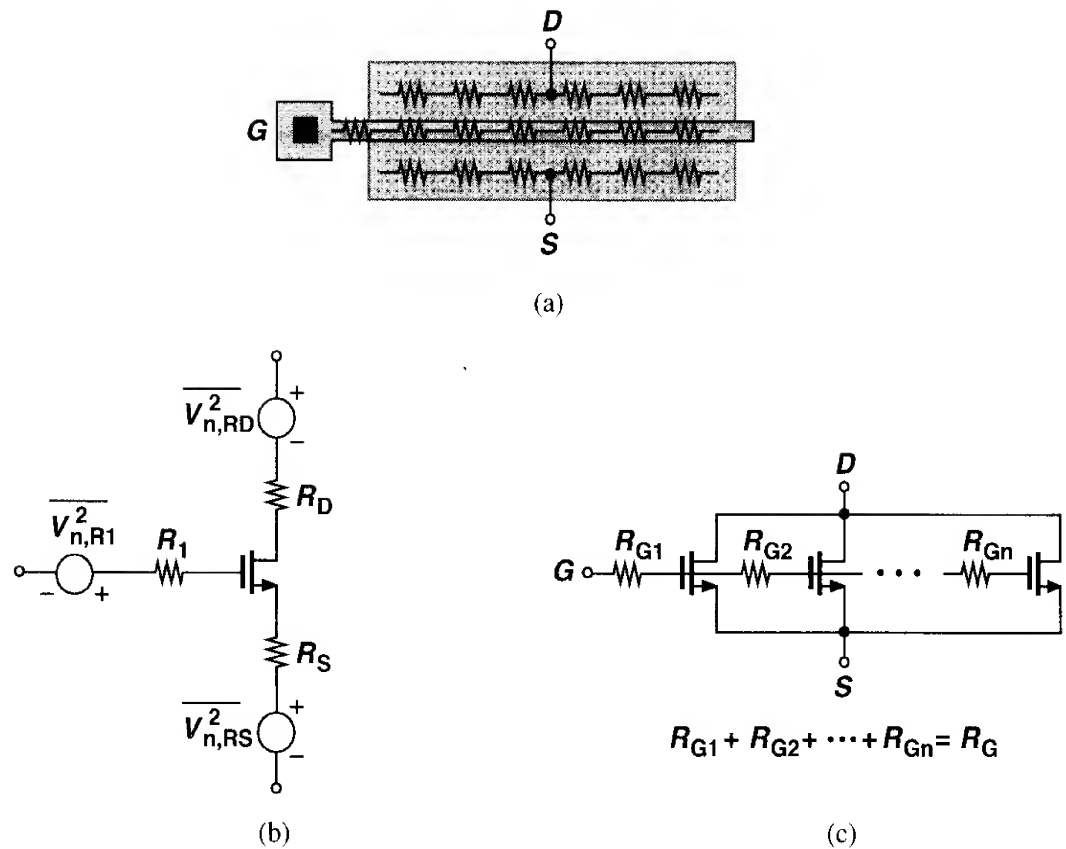 D
G
S
(a)
V²n,RD
+
−
RD
V²n,R1
R1
−
+
RS
V²n,RS
+
−
(b)
D
RG1
RG2
RGn
G
• • •
S
RG1 + RG2 + ••• + RGn = RG
(c)